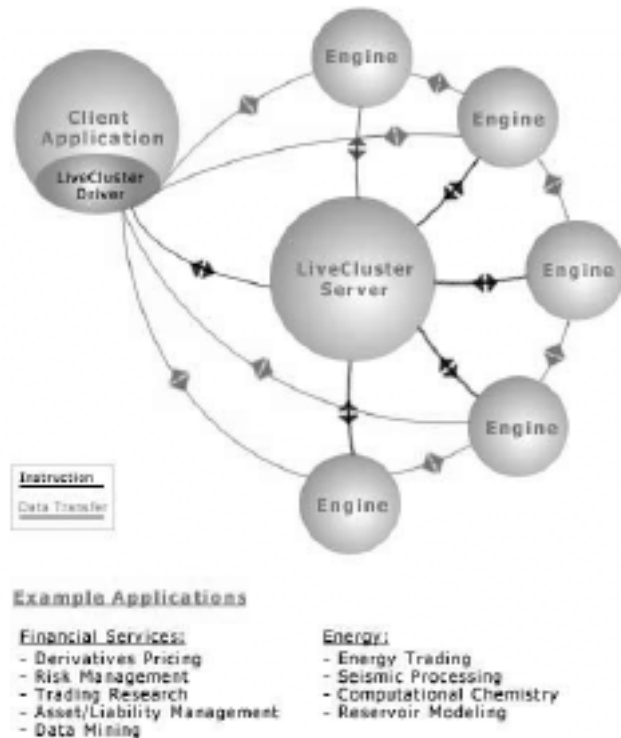 Engine
Client
Application
Engine
LiveCluster
Driver
LiveCluster
Server
Engine
Engine
Instruction
Data Transfer
Engine
Example Applications
Financial Services:
- Derivatives Pricing
- Risk Management
- Trading Research
- Asset/Liability Management
- Data Mining
Energy:
- Energy Trading
- Seismic Processing
- Computational Chemistry
- Reservoir Modeling